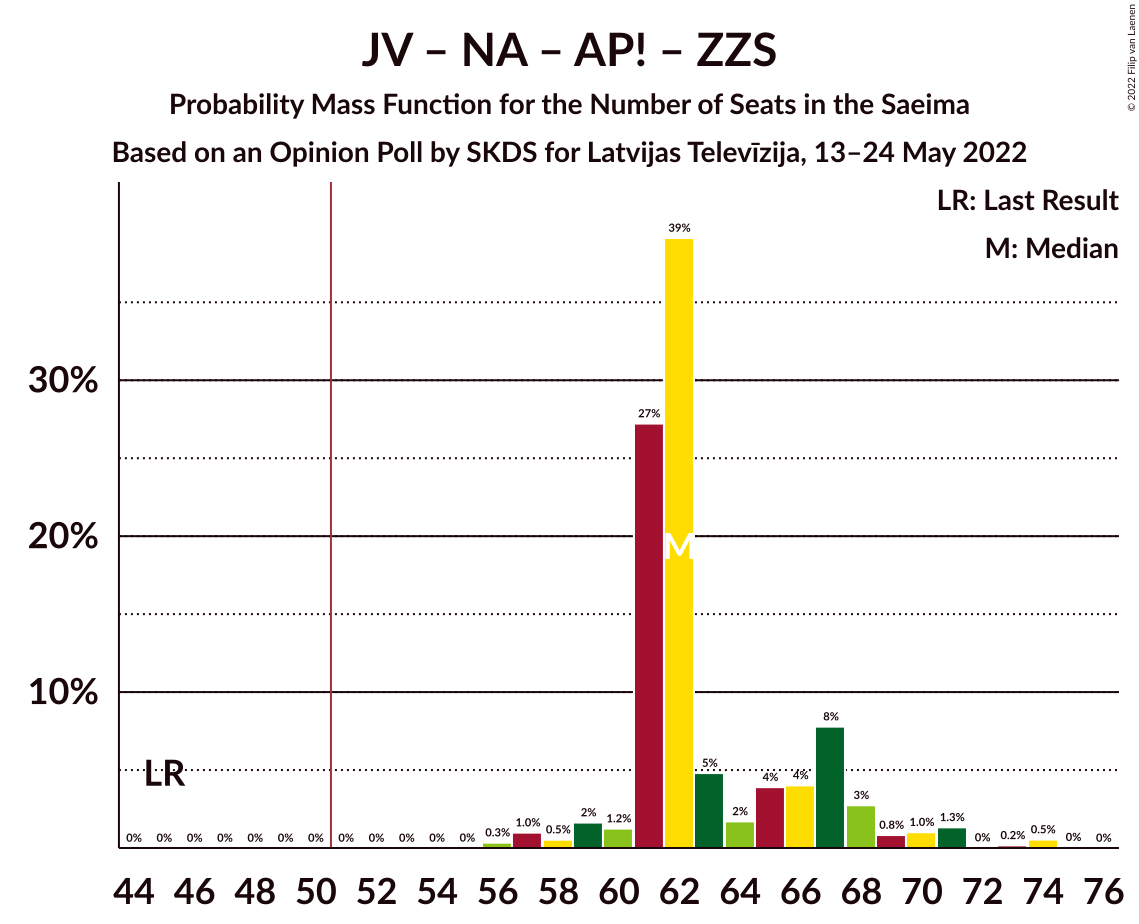 JV – NA – AP! – ZZS
Probability Mass Function for the Number of Seats in the Saeima
Based on an Opinion Poll by SKDS for Latvijas Televīzija, 13–24 May 2022
© 2022 Filip van Laenen
LR: Last Result
M: Median
39%
30%
27%
20%
M
10%
8%
LR
5%
4% 4%
3%
0% 0% 0% 0% 0% 0% 0% 0% 0% 0% 0% 0% 0.3% 1.0% 0.5% 2% 1.2% 2% 0.8% 1.0% 1.3% 0% 0.2% 0.5% 0% 0%
44 46 48 50 52 54 56 58 60 62 64 66 68 70 72 74 76